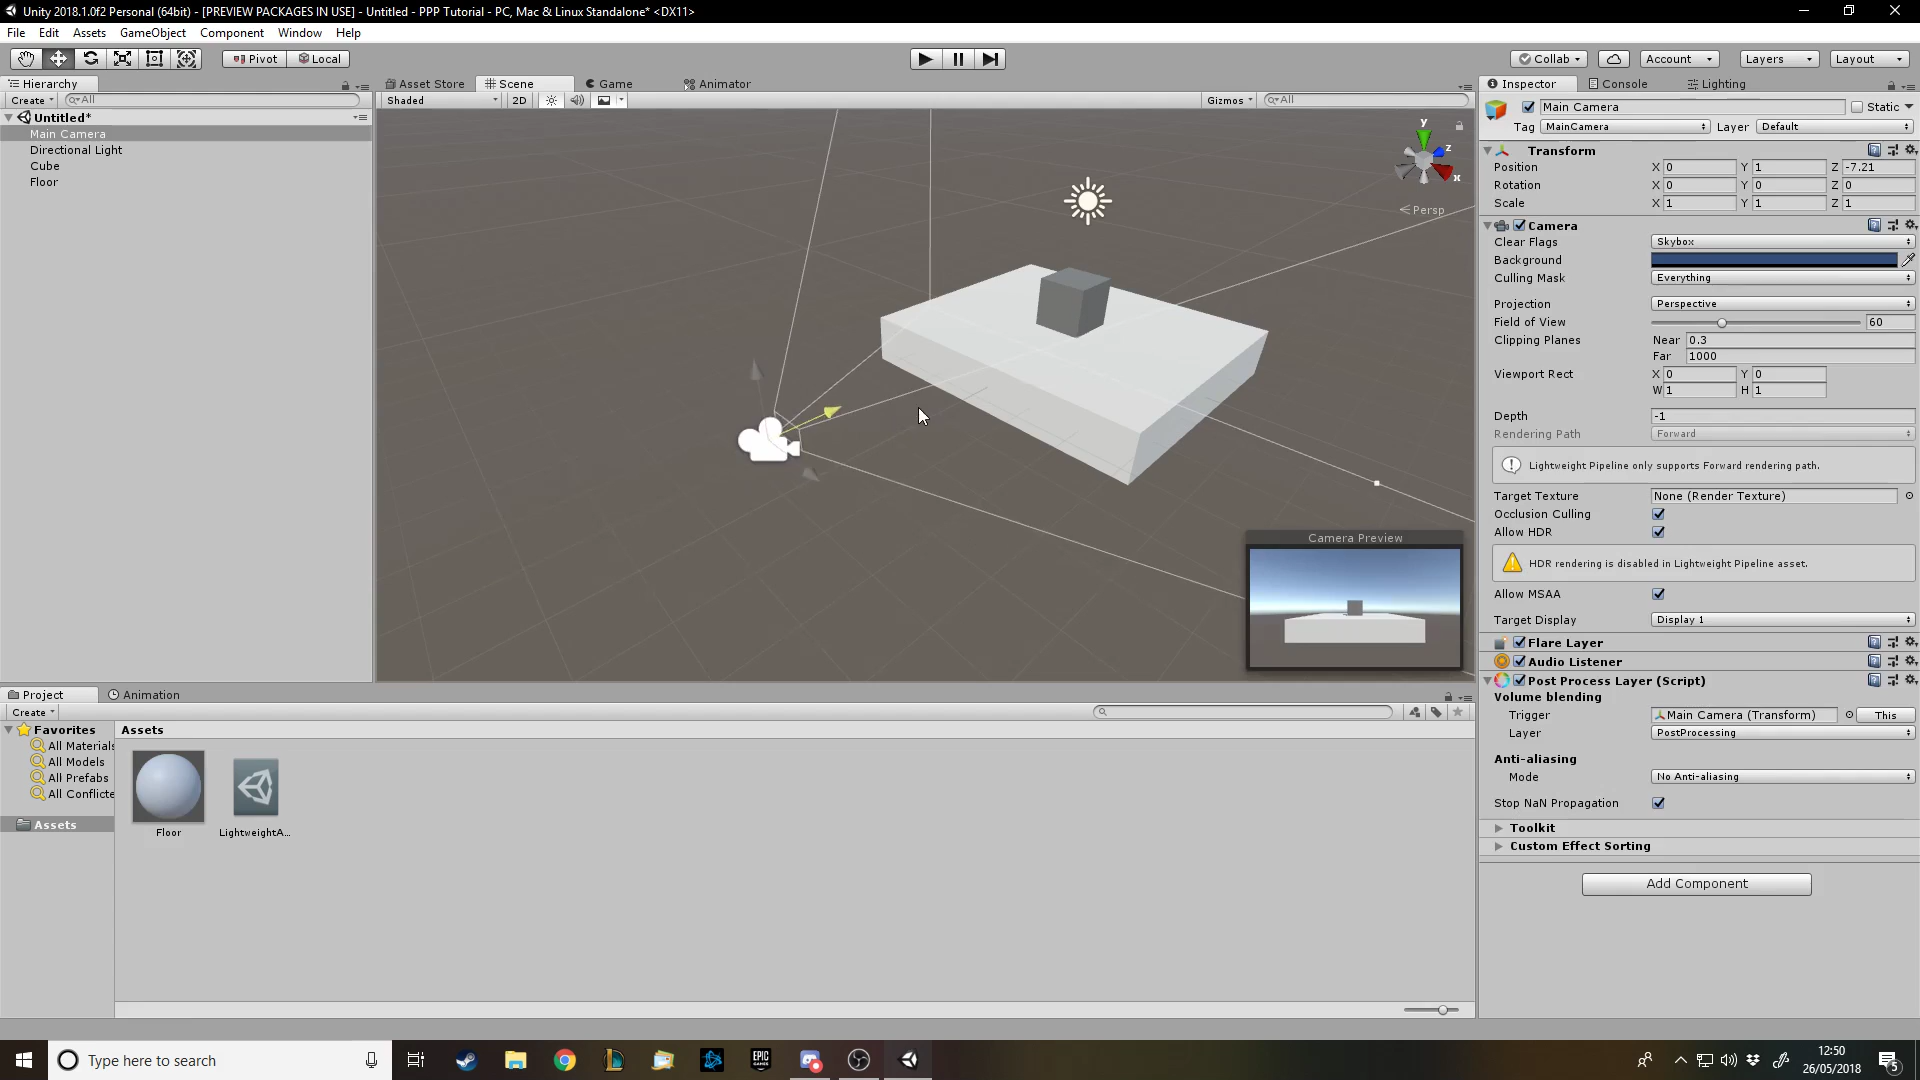 Unity 2018.1.0f2 Personal (64bit) - [PREVIEW PACKAGES IN USE] - Untitled - PPP Tutorial - PC, Mac & Linux Standalone* <DX11>
File Edit Assets GameObject Component Window Help
Pivot Local Collab Account Layers Layout
Hierarchy Asset Store Scene Game Animator Inspector Console Lighting
Create All Shaded 2D Gizmos All
Untitled*
Main Camera
Directional Light
Cube
Floor
y
z
x
Persp
Camera Preview
Main Camera Static
Tag MainCamera Layer Default
Transform
Position X 0 Y 1 Z -7.21
Rotation X 0 Y 0 Z 0
Scale X 1 Y 1 Z 1
Camera
Clear Flags Skybox
Background
Culling Mask Everything
Projection Perspective
Field of View 60
Clipping Planes Near 0.3
Far 1000
Viewport Rect X 0 Y 0
W 1 H 1
Depth -1
Rendering Path Forward
Lightweight Pipeline only supports Forward rendering path.
Target Texture None (Render Texture)
Occlusion Culling
Allow HDR
HDR rendering is disabled in Lightweight Pipeline asset.
Allow MSAA
Target Display Display 1
Flare Layer
Audio Listener
Post Process Layer (Script)
Volume blending
Trigger Main Camera (Transform) This
Layer PostProcessing
Anti-aliasing
Mode No Anti-aliasing
Stop NaN Propagation
Toolkit
Custom Effect Sorting
Add Component
Project Animation
Create
Favorites
All Materials
All Models
All Prefabs
All Conflicte
Assets
Assets
Floor
LightweightA...
Type here to search
EPIC GAMES
12:50
26/05/2018
5